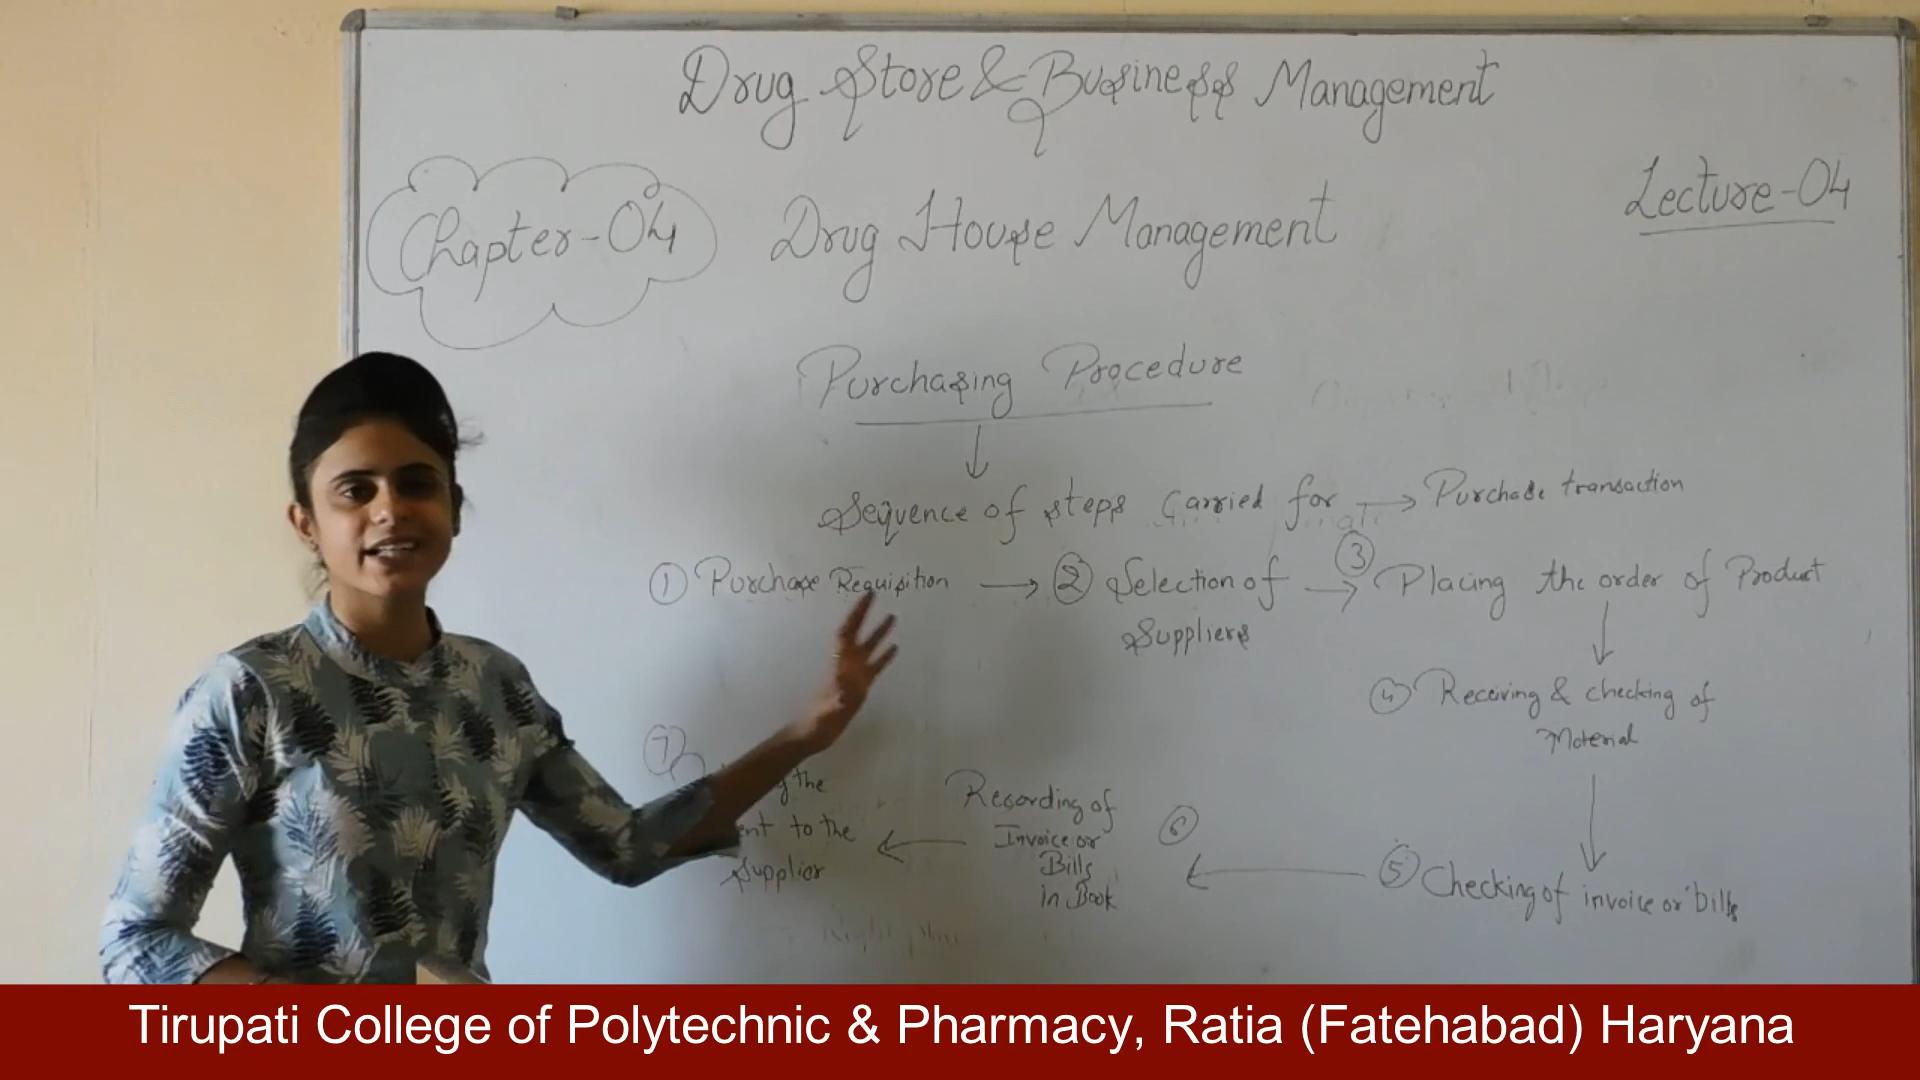 Drug Store & Business Management
Chapter-04
Drug House Management
Lecture-04
Purchasing Procedure
Sequence of steps Carried for → Purchase transaction
① Purchase Requisition → ② Selection of Suppliers → ③ Placing the order of Product
④ Receiving & checking of
Material
⑤ Checking of invoice or bills
⑥
Recording of
Invoice or
Bills
in Book
⑦
the
to the
Supplier
Tirupati College of Polytechnic & Pharmacy, Ratia (Fatehabad) Haryana